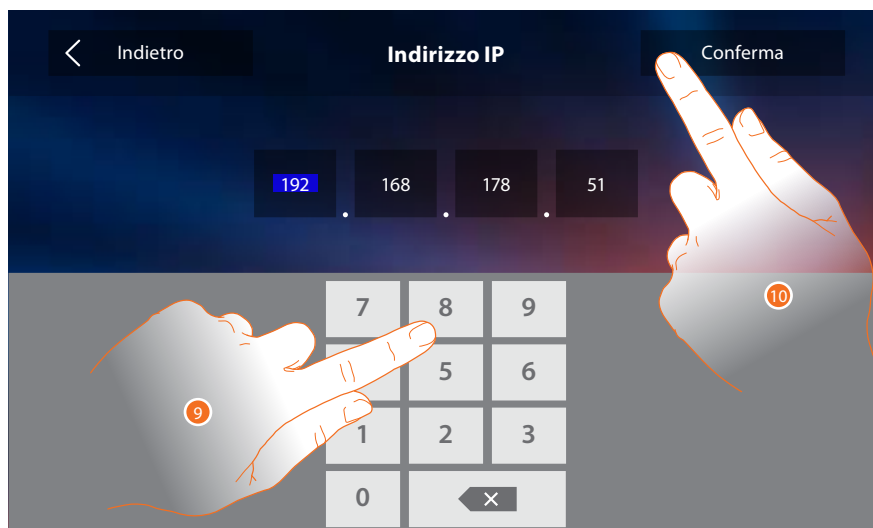 Indietro
Indirizzo IP
Conferma
192 . 168 . 178 . 51
7 8 9
5 6
1 2 3
0
9
10